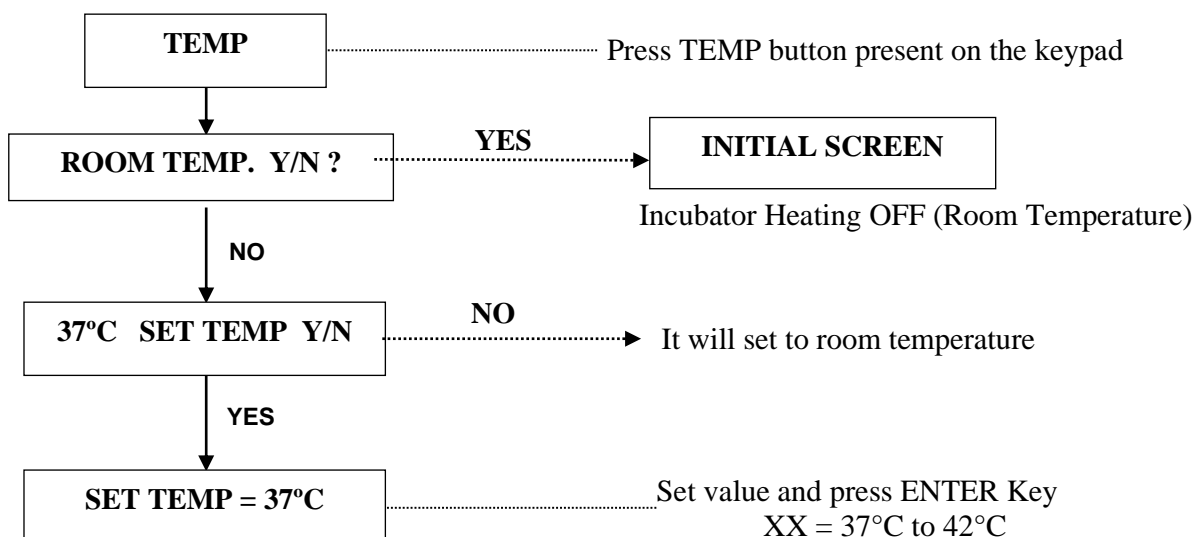 TEMP
Press TEMP button present on the keypad
ROOM TEMP. Y/N ?
YES
INITIAL SCREEN
Incubator Heating OFF (Room Temperature)
NO
37ºC SET TEMP Y/N
NO
It will set to room temperature
YES
SET TEMP = 37ºC
Set value and press ENTER Key
XX = 37°C to 42°C